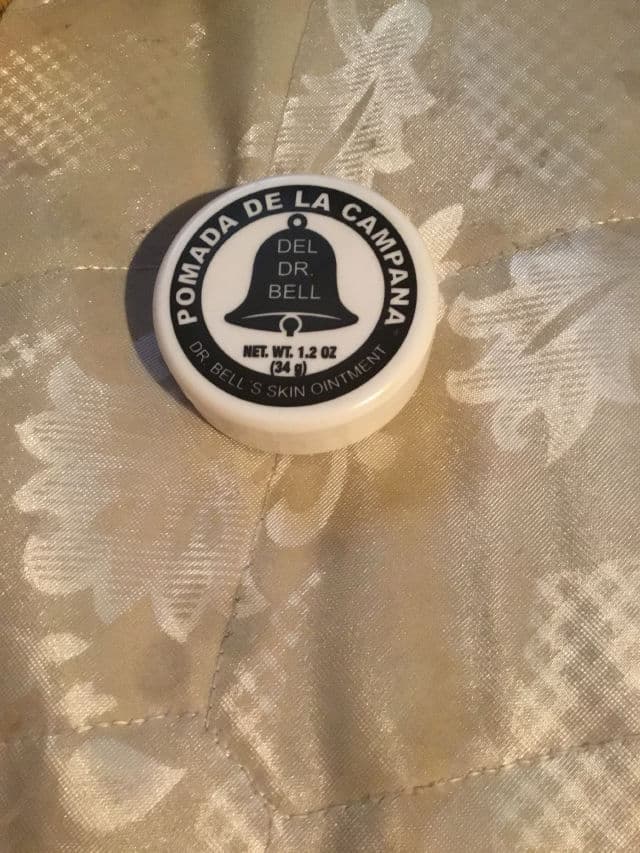 POMADA DE LA CAMPANA
DEL
DR.
BELL
NET. WT. 1.2 OZ
(34 g)
DR. BELL'S SKIN OINTMENT